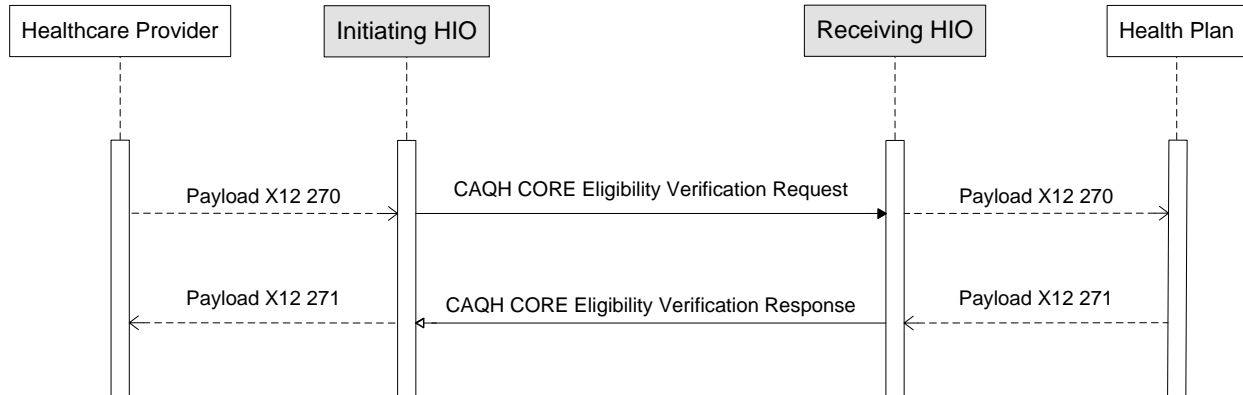 Healthcare Provider
Initiating HIO
Receiving HIO
Health Plan
Payload X12 270
CAQH CORE Eligibility Verification Request
Payload X12 270
Payload X12 271
CAQH CORE Eligibility Verification Response
Payload X12 271